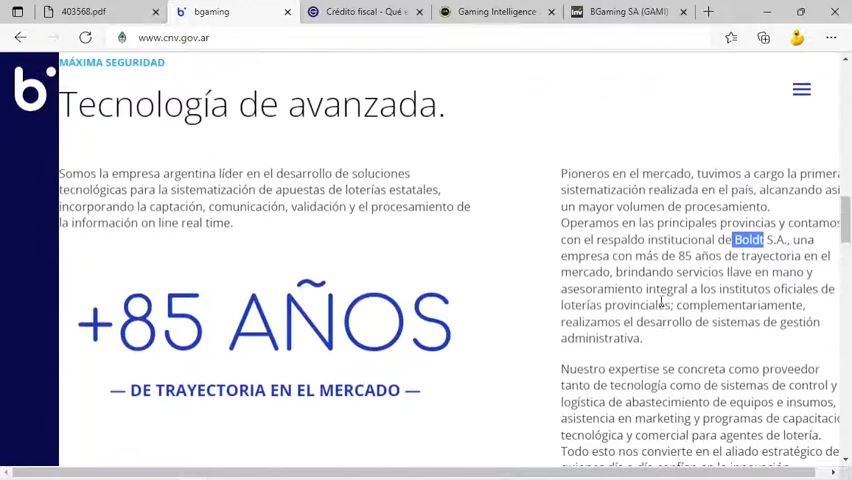 403568.pdf
bgaming
Crédito fiscal - Qué e
Gaming Intelligence
BGaming SA (GAMI)
www.cnv.gov.ar
b
MÁXIMA SEGURIDAD
Tecnología de avanzada.
Somos la empresa argentina líder en el desarrollo de soluciones
tecnológicas para la sistematización de apuestas de loterías estatales,
incorporando la captación, comunicación, validación y el procesamiento de
la información on line real time.
+85 AÑOS
— DE TRAYECTORIA EN EL MERCADO —
Pioneros en el mercado, tuvimos a cargo la primera
sistematización realizada en el país, alcanzando así
un mayor volumen de procesamiento.
Operamos en las principales provincias y contamos
con el respaldo institucional de Boldt S.A., una
empresa con más de 85 años de trayectoria en el
mercado, brindando servicios llave en mano y
asesoramiento integral a los institutos oficiales de
loterías provinciales; complementariamente,
realizamos el desarrollo de sistemas de gestión
administrativa.
Nuestro expertise se concreta como proveedor
tanto de tecnología como de sistemas de control y
logística de abastecimiento de equipos e insumos,
asistencia en marketing y programas de capacitació
tecnológica y comercial para agentes de lotería.
Todo esto nos convierte en el aliado estratégico de